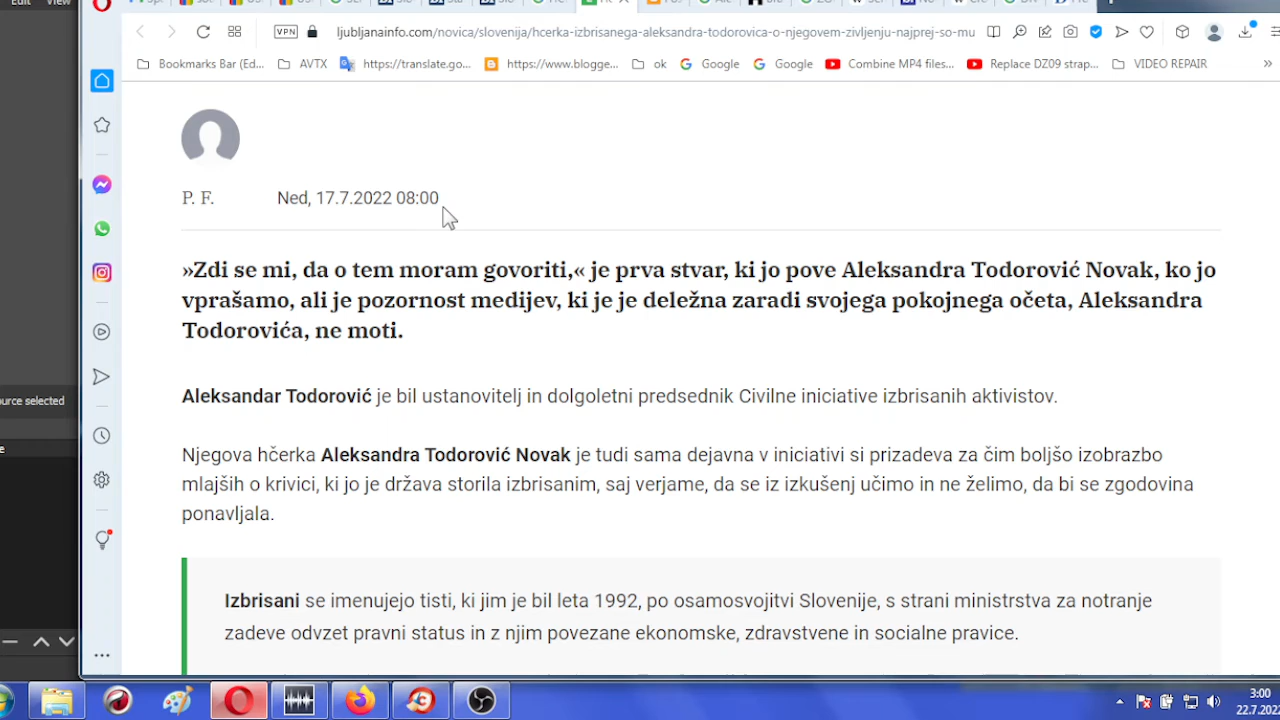 Edit View
VPN
ljubljanainfo.com/novica/slovenija/hcerka-izbrisanega-aleksandra-todorovica-o-njegovem-zivljenju-najprej-so-mu
Bookmarks Bar (Ed...
AVTX
https://translate.go...
https://www.blogge...
ok
Google
Google
Combine MP4 files...
Replace DZ09 strap...
VIDEO REPAIR
»
P. F.
Ned, 17.7.2022 08:00
»Zdi se mi, da o tem moram govoriti,« je prva stvar, ki jo pove Aleksandra Todorović Novak, ko jo
vprašamo, ali je pozornost medijev, ki je je deležna zaradi svojega pokojnega očeta, Aleksandra
Todorovića, ne moti.
Aleksandar Todorović je bil ustanovitelj in dolgoletni predsednik Civilne iniciative izbrisanih aktivistov.
ource selected
Njegova hčerka Aleksandra Todorović Novak je tudi sama dejavna v iniciativi si prizadeva za čim boljšo izobrazbo
mlajših o krivici, ki jo je država storila izbrisanim, saj verjame, da se iz izkušenj učimo in ne želimo, da bi se zgodovina
ponavljala.
Izbrisani se imenujejo tisti, ki jim je bil leta 1992, po osamosvojitvi Slovenije, s strani ministrstva za notranje
zadeve odvzet pravni status in z njim povezane ekonomske, zdravstvene in socialne pravice.
3:00
22.7.2022